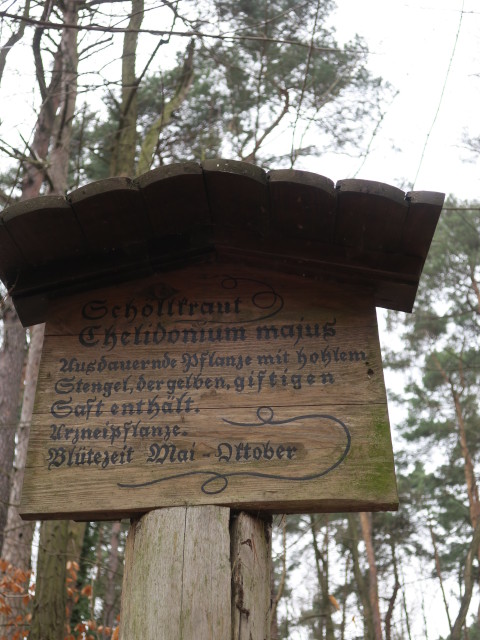 Schöllkraut
Chelidonium majus
Ausdauernde Pflanze mit hohlem
Stengel, der gelben, giftigen
Saft enthält.
Arzneipflanze.
Blütezeit Mai - Oktober